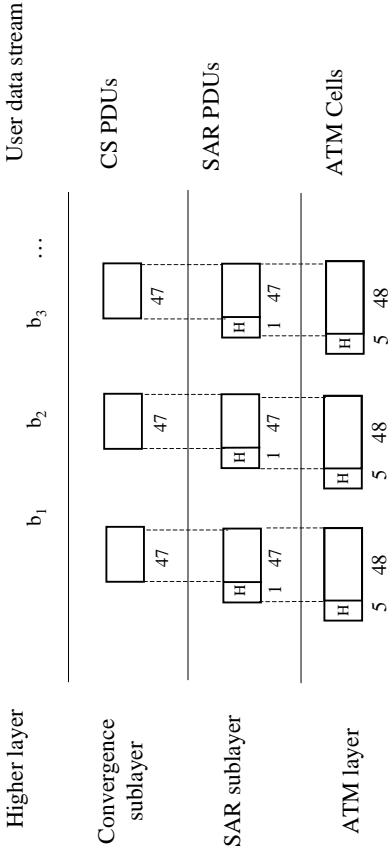 Higher layer b1 b2 b3 ... User data stream
Convergence
sublayer
47 47 47 CS PDUs
SAR sublayer H H H SAR PDUs
1 47 1 47 1 47
ATM layer H H H ATM Cells
5 48 5 48 5 48